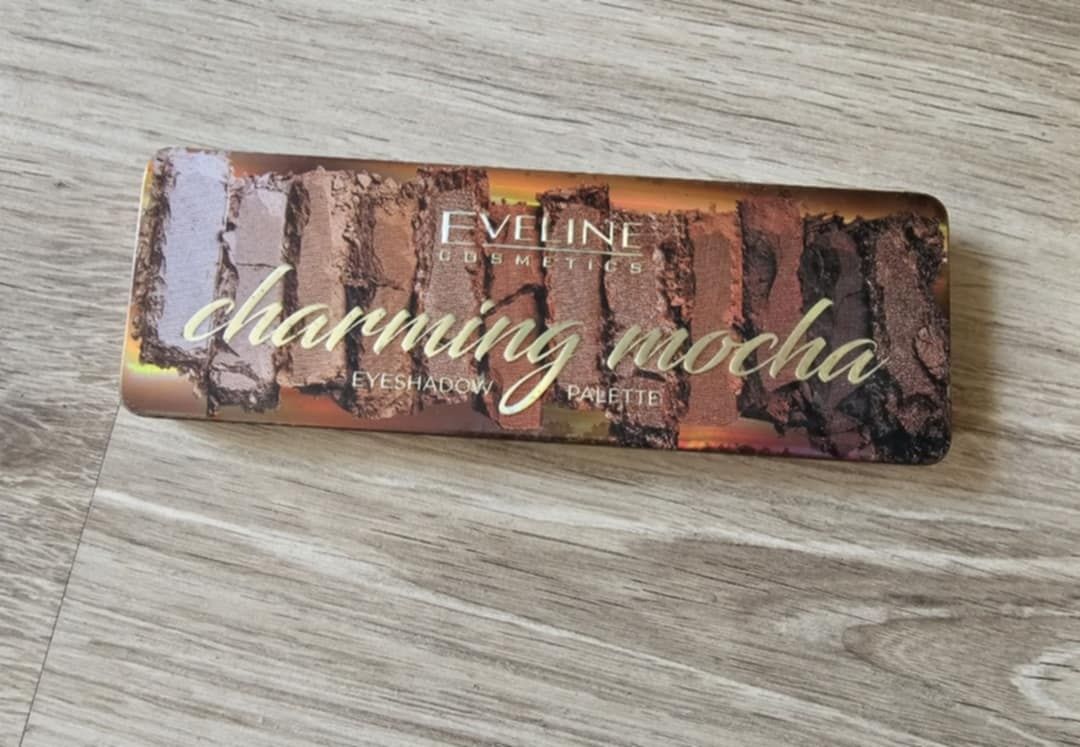 EVELINE
COSMETICS
charming mocha
EYESHADOW PALETTE